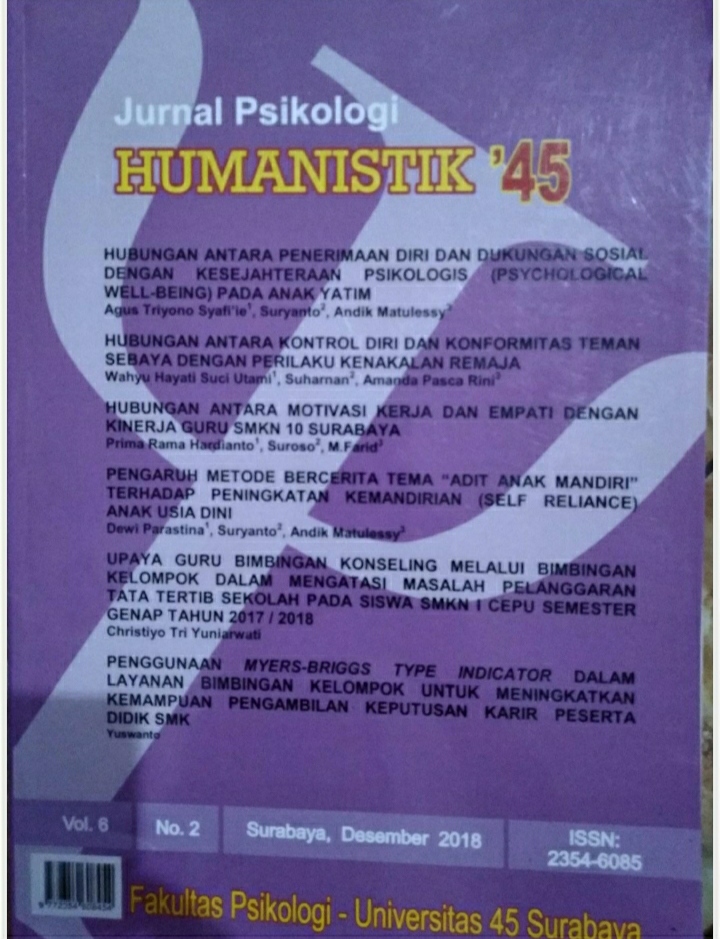 Jurnal Psikologi
HUMANISTIK '45
HUBUNGAN ANTARA PENERIMAAN DIRI DAN DUKUNGAN SOSIAL
DENGAN KESEJAHTERAAN PSIKOLOGIS (PSYCHOLOGICAL
WELL-BEING) PADA ANAK YATIM
Agus Triyono Syafi'ie¹, Suryanto², Andik Matulessy³
HUBUNGAN ANTARA KONTROL DIRI DAN KONFORMITAS TEMAN
SEBAYA DENGAN PERILAKU KENAKALAN REMAJA
Wahyu Hayati Suci Utami¹, Suharnan², Amanda Pasca Rini³
HUBUNGAN ANTARA MOTIVASI KERJA DAN EMPATI DENGAN
KINERJA GURU SMKN 10 SURABAYA
Prima Rama Hardianto¹, Suroso², M.Farid³
PENGARUH METODE BERCERITA TEMA "ADIT ANAK MANDIRI"
TERHADAP PENINGKATAN KEMANDIRIAN (SELF RELIANCE)
ANAK USIA DINI
Dewi Parastina¹, Suryanto², Andik Matulessy³
UPAYA GURU BIMBINGAN KONSELING MELALUI BIMBINGAN
KELOMPOK DALAM MENGATASI MASALAH PELANGGARAN
TATA TERTIB SEKOLAH PADA SISWA SMKN I CEPU SEMESTER
GENAP TAHUN 2017 / 2018
Christiyo Tri Yuniarwati
PENGGUNAAN MYERS-BRIGGS TYPE INDICATOR DALAM
LAYANAN BIMBINGAN KELOMPOK UNTUK MENINGKATKAN
KEMAMPUAN PENGAMBILAN KEPUTUSAN KARIR PESERTA
DIDIK SMK
Yuswanto
Vol. 6
No. 2
Surabaya, Desember 2018
ISSN:
2354-6085
Fakultas Psikologi - Universitas 45 Surabaya